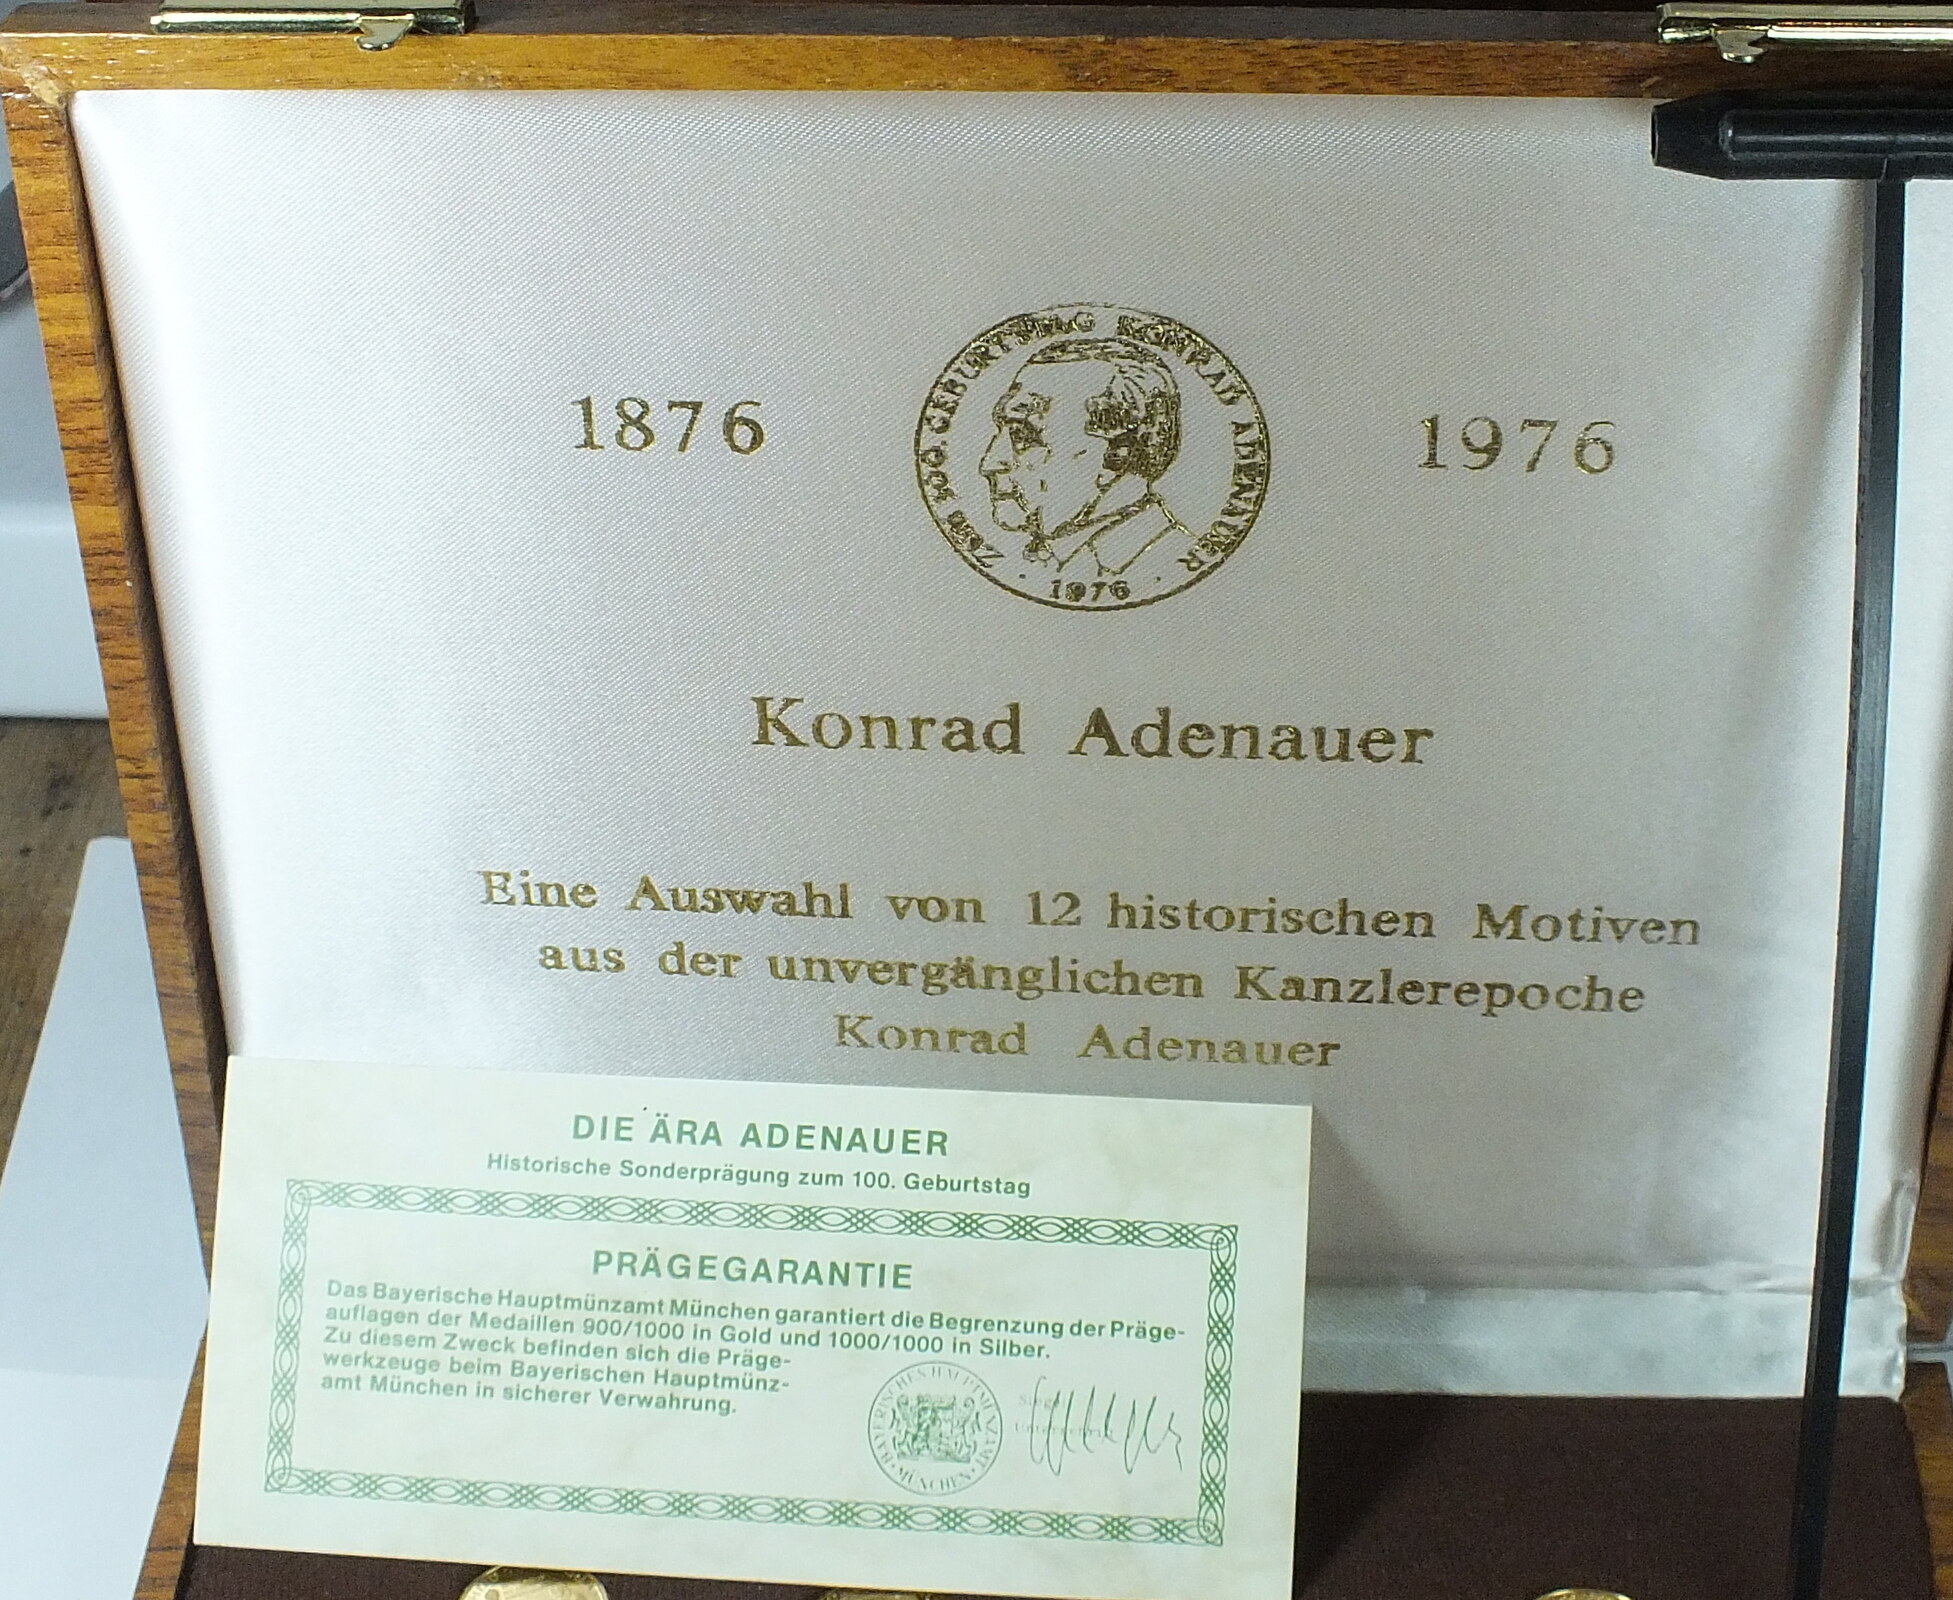 1876
ZUM 100. GEBURTSTAG KONRAD ADENAUER
· 1976 ·
1976
Konrad Adenauer
Eine Auswahl von 12 historischen Motiven
aus der unvergänglichen Kanzlerepoche
Konrad Adenauer
DIE ÄRA ADENAUER
Historische Sonderprägung zum 100. Geburtstag
PRÄGEGARANTIE
Das Bayerische Hauptmünzamt München garantiert die Begrenzung der Präge-
auflagen der Medaillen 900/1000 in Gold und 1000/1000 in Silber.
Zu diesem Zweck befinden sich die Präge-
werkzeuge beim Bayerischen Hauptmünz-
amt München in sicherer Verwahrung.
BAYERISCHES HAUPTMÜNZAMT
· MÜNCHEN ·